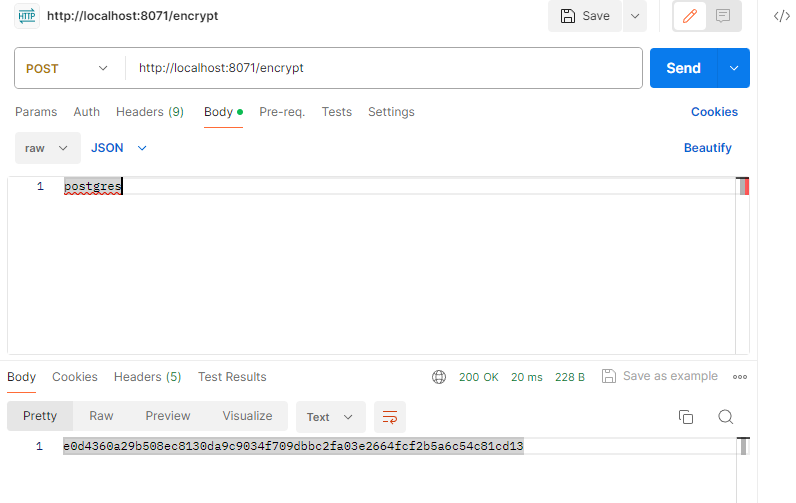 HTTP http://localhost:8071/encrypt Save </>
POST http://localhost:8071/encrypt Send
Params Auth Headers (9) Body Pre-req. Tests Settings Cookies
raw JSON Beautify
1 postgres
Body Cookies Headers (5) Test Results 200 OK 20 ms 228 B Save as example
Pretty Raw Preview Visualize Text
1 e0d4360a29b508ec8130da9c9034f709dbbc2fa03e2664fcf2b5a6c54c81cd13